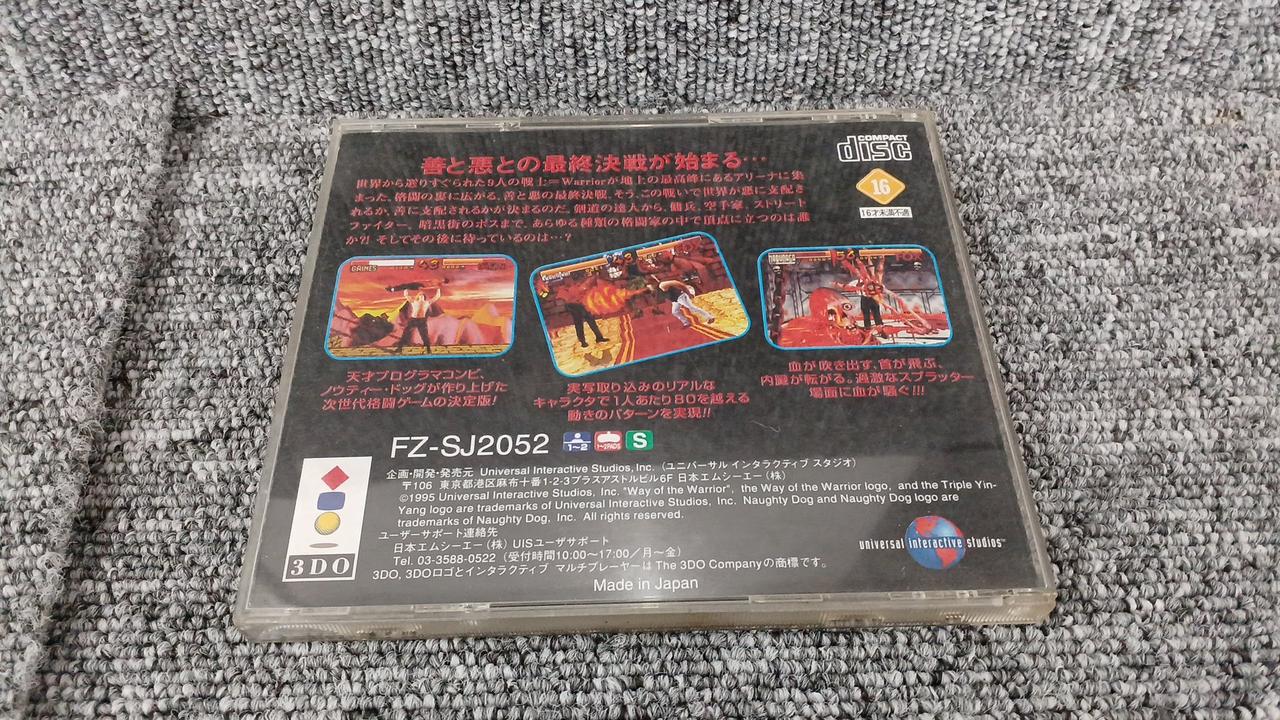 COMPACT
disc
16
16才未満不適
善と悪との最終決戦が始まる…
世界から選りすぐられた9人の戦士=Warriorが地上の最高峰にあるアリーナに集
まった。格闘の裏に広がる、善と悪の最終決戦。そう、この戦いで世界が悪に支配さ
れるか、善に支配されるかが決まるのだ。剣道の達人から、傭兵、空手家、ストリート
ファイター、暗黒街のボスまで、あらゆる種類の格闘家の中で頂点に立つのは誰
か?! そしてその後に待っているのは…?
GAINES
43
NOBUNAGA
54
FOX
天才プログラマコンビ、
ノウティー・ドッグが作り上げた
次世代格闘ゲームの決定版!
実写取り込みのリアルな
キャラクタで1人あたり80を越える
動きのパターンを実現!!
血が吹き出す、首が飛ぶ、
内臓が転がる。過激なスプラッター
場面に血が騒ぐ!!!
FZ-SJ2052
1~2
1~2PADS
S
企画・開発・発売元 Universal Interactive Studios, Inc.(ユニバーサル インタラクティブ スタジオ)
〒106 東京都港区麻布十番1-2-3プラスアストルビル6F 日本エムシーエー(株)
©1995 Universal Interactive Studios, Inc. "Way of the Warrior", the Way of the Warrior logo, and the Triple Yin-
Yang logo are trademarks of Universal Interactive Studios, Inc. Naughty Dog and Naughty Dog logo are
trademarks of Naughty Dog, Inc. All rights reserved.
ユーザーサポート連絡先
日本エムシーエー(株) UISユーザサポート
Tel. 03-3588-0522(受付時間10:00〜17:00/月〜金)
3DO, 3DOロゴとインタラクティブ マルチプレーヤーは The 3DO Companyの商標です。
Made in Japan
3DO
universal interactive studios™